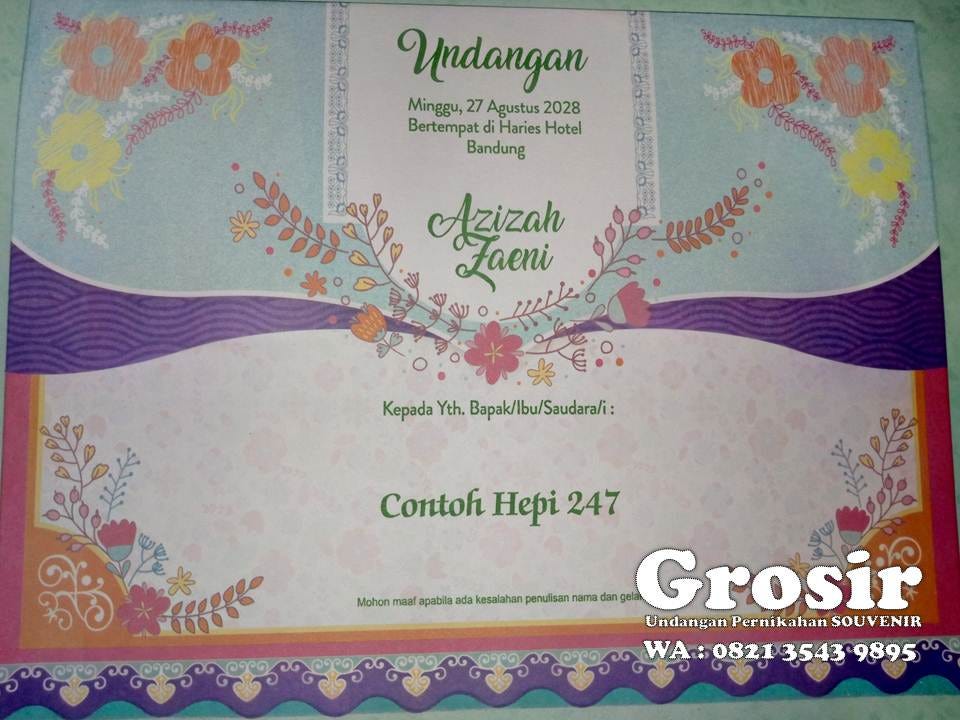 Undangan
Minggu, 27 Agustus 2028
Bertempat di Haries Hotel
Bandung
Azizah
Zaeni
Kepada Yth. Bapak/Ibu/Saudara/i :
Contoh Hepi 247
Mohon maaf apabila ada kesalahan penulisan nama dan gelar
Grosir
Undangan Pernikahan SOUVENIR
WA : 0821 3543 9895